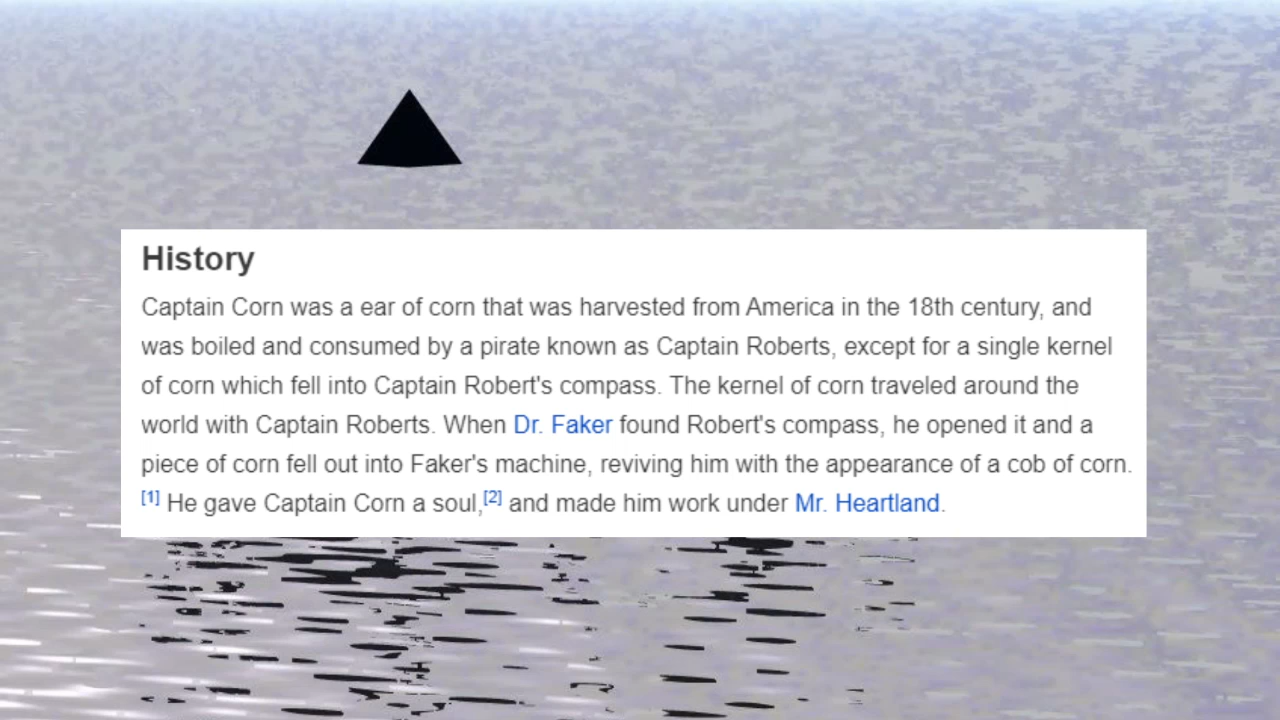 History
Captain Corn was a ear of corn that was harvested from America in the 18th century, and
was boiled and consumed by a pirate known as Captain Roberts, except for a single kernel
of corn which fell into Captain Robert's compass. The kernel of corn traveled around the
world with Captain Roberts. When Dr. Faker found Robert's compass, he opened it and a
piece of corn fell out into Faker's machine, reviving him with the appearance of a cob of corn.
[1] He gave Captain Corn a soul,[2] and made him work under Mr. Heartland.